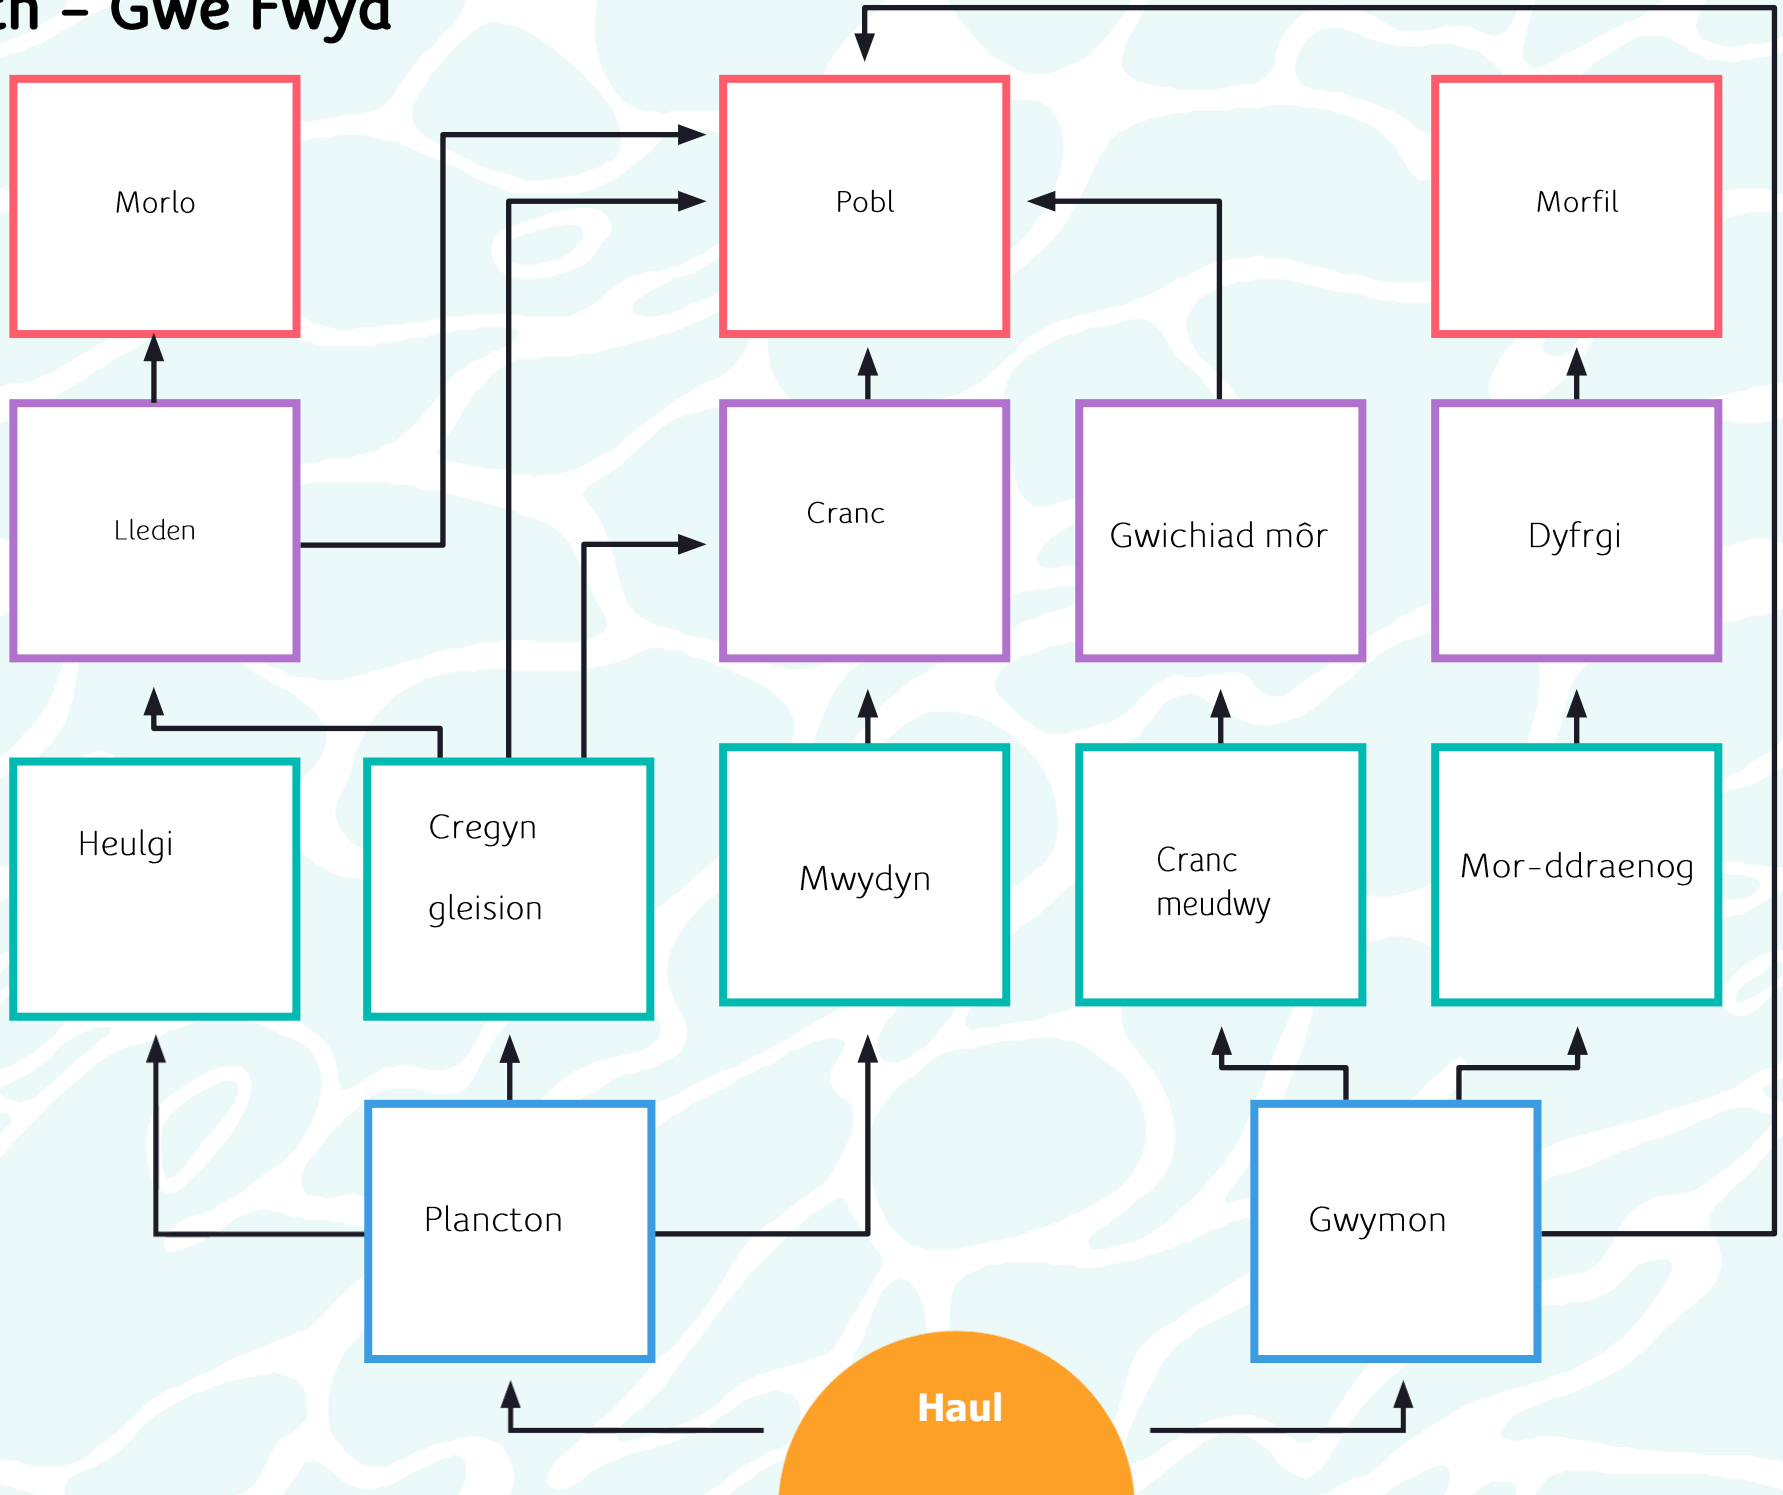 – Gwe Fwyd
Morlo
Pobl
Morfil
Lleden
Cranc
Gwichiad môr
Dyfrgi
Heulgi
Cregyn
gleision
Mwydyn
Cranc
meudwy
Mor-ddraenog
Plancton
Gwymon
Haul